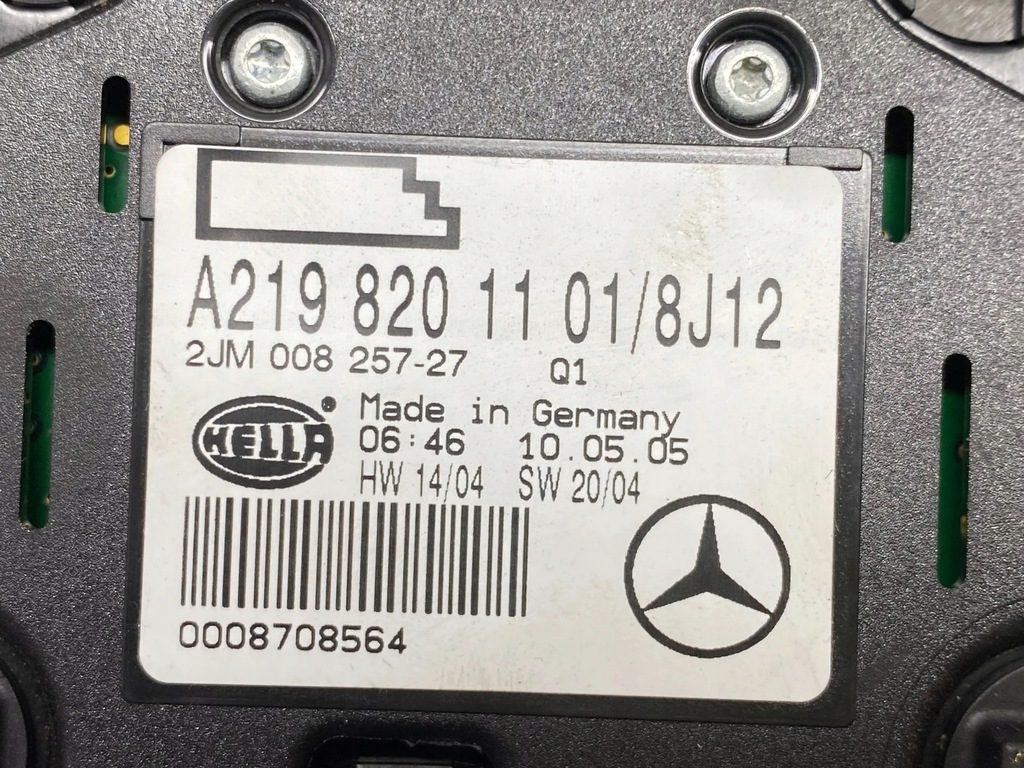 A219 820 11 01/8J12
2JM 008 257-27 Q1
HELLA ®
Made in Germany
06:46 10.05.05
HW 14/04 SW 20/04
0008708564